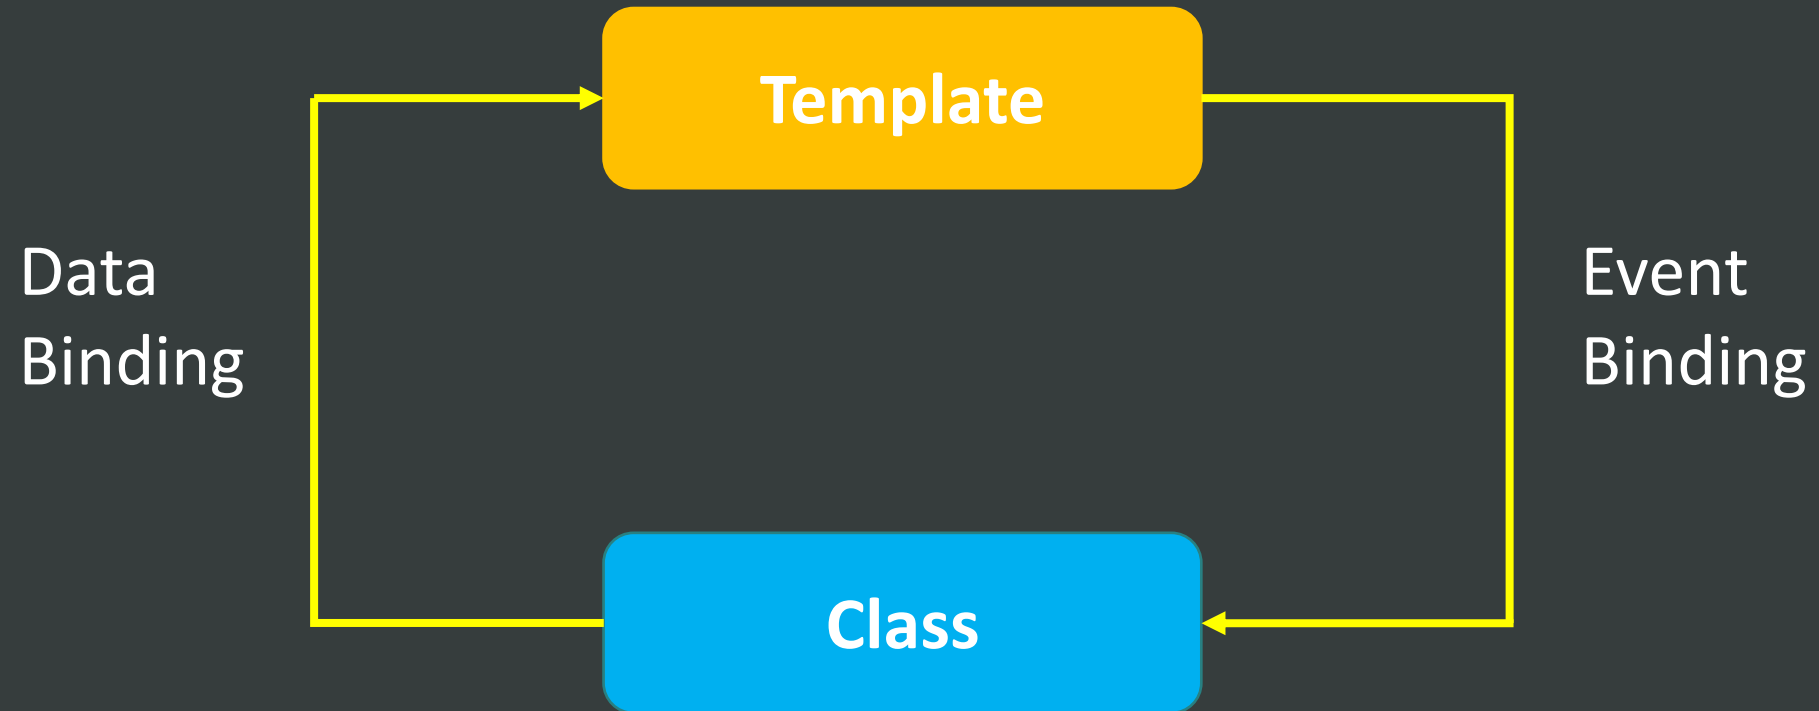 Template
Data
Binding
Event
Binding
Class